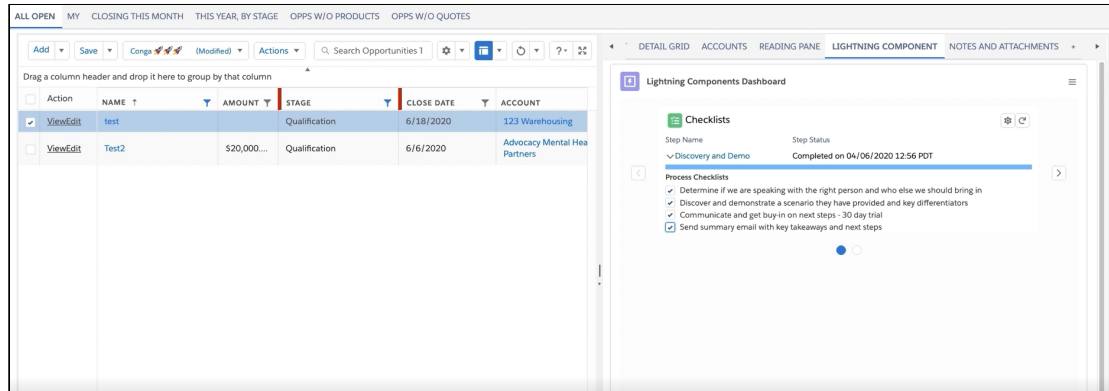 ALL OPEN MY CLOSING THIS MONTH THIS YEAR, BY STAGE OPPS W/O PRODUCTS OPPS W/O QUOTES
Add Save Conga 🚀🚀🚀 (Modified) Actions Search Opportunities ?
Drag a column header and drop it here to group by that column
Action NAME ↑ AMOUNT STAGE CLOSE DATE ACCOUNT
ViewEdit test Qualification 6/18/2020 123 Warehousing
ViewEdit Test2 $20,000.... Qualification 6/6/2020 Advocacy Mental Hea
Partners
DETAIL GRID ACCOUNTS READING PANE LIGHTNING COMPONENT NOTES AND ATTACHMENTS +
Lightning Components Dashboard
Checklists
Step Name Step Status
Discovery and Demo Completed on 04/06/2020 12:56 PDT
Process Checklists
Determine if we are speaking with the right person and who else we should bring in
Discover and demonstrate a scenario they have provided and key differentiators
Communicate and get buy-in on next steps - 30 day trial
Send summary email with key takeaways and next steps